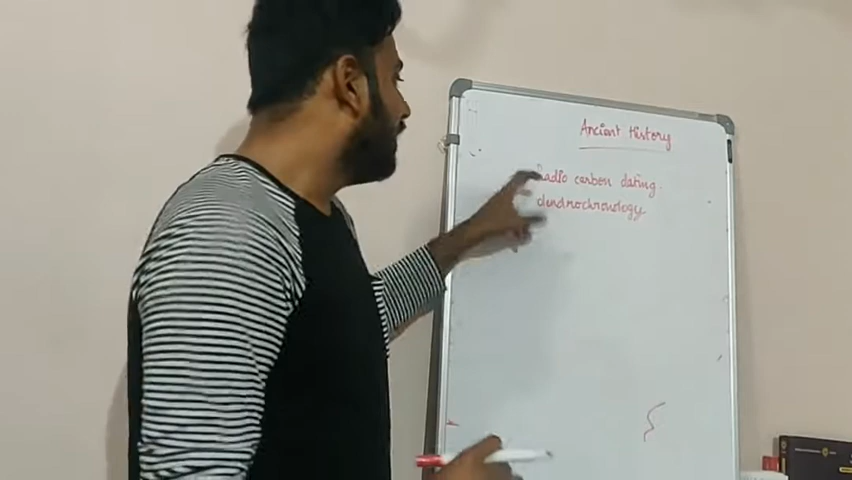 Ancient History
Radio carbon dating
dendrochronology